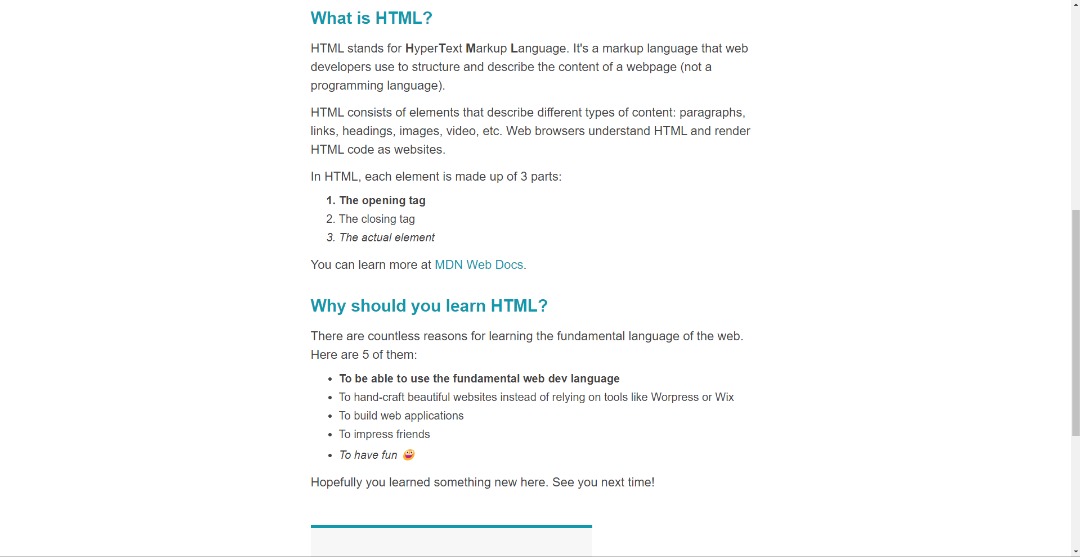 What is HTML?
HTML stands for HyperText Markup Language. It's a markup language that web
developers use to structure and describe the content of a webpage (not a
programming language).
HTML consists of elements that describe different types of content: paragraphs,
links, headings, images, video, etc. Web browsers understand HTML and render
HTML code as websites.
In HTML, each element is made up of 3 parts:
1. The opening tag
2. The closing tag
3. The actual element
You can learn more at MDN Web Docs.
Why should you learn HTML?
There are countless reasons for learning the fundamental language of the web.
Here are 5 of them:
• To be able to use the fundamental web dev language
• To hand-craft beautiful websites instead of relying on tools like Worpress or Wix
• To build web applications
• To impress friends
• To have fun
Hopefully you learned something new here. See you next time!